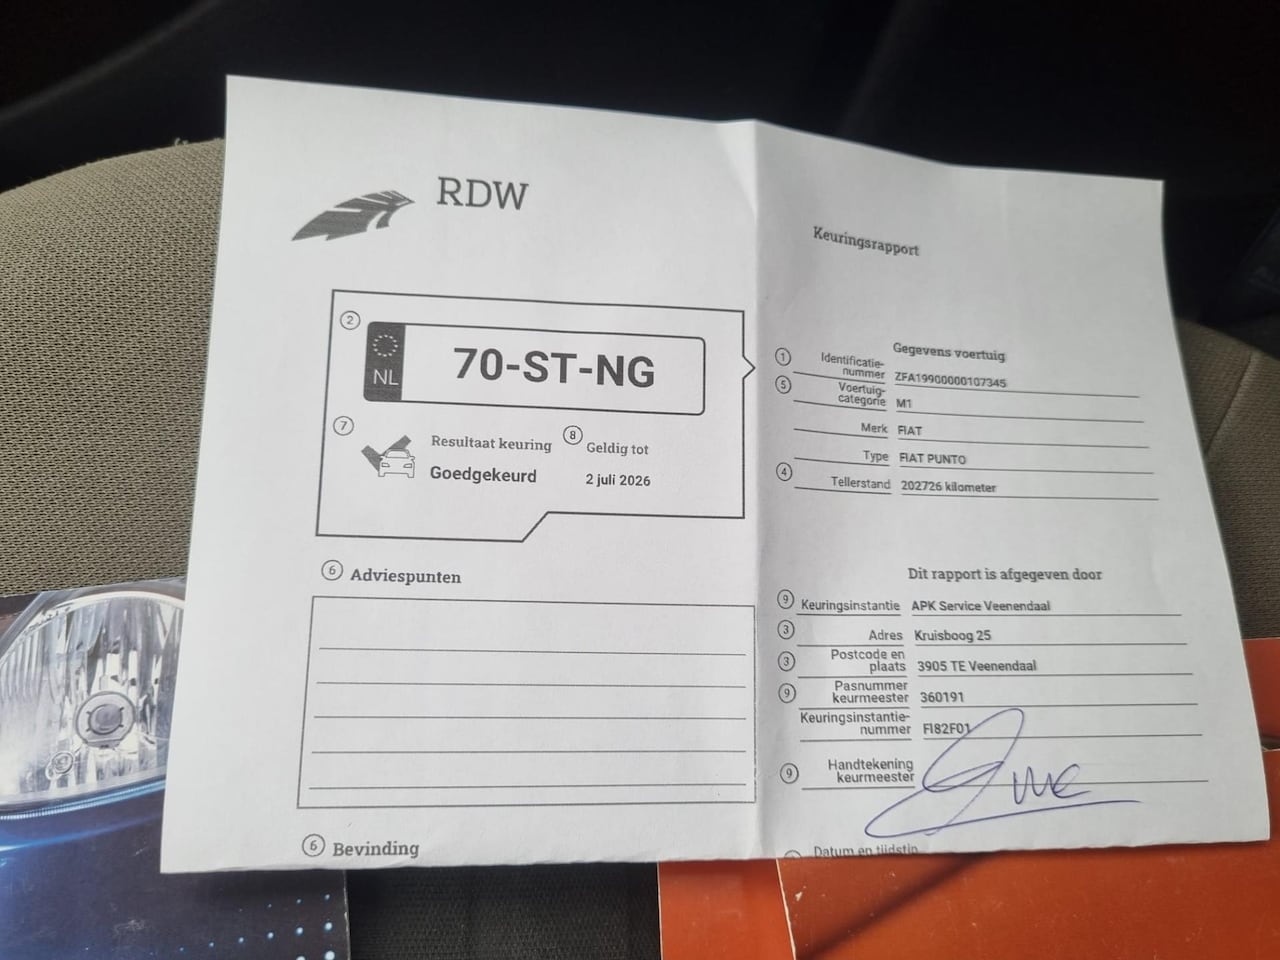 RDW
Keuringsrapport
2
NL
70-ST-NG
7
Resultaat keuring
Goedgekeurd
8
Geldig tot
2 juli 2026
Gegevens voertuig
1 Identificatie-
nummer ZFA19900000107345
5 Voertuig-
categorie M1
Merk FIAT
Type FIAT PUNTO
4 Tellerstand 202726 kilometer
6 Adviespunten
Dit rapport is afgegeven door
9 Keuringsinstantie APK Service Veenendaal
3 Adres Kruisboog 25
3 Postcode en
plaats 3905 TE Veenendaal
9 Pasnummer
keurmeester 360191
Keuringsinstantie-
nummer FI82F01
9 Handtekening
keurmeester
6 Bevinding
Datum en tijdstip